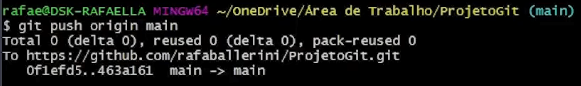 rafae@DSK-RAFAELLA MINGW64 ~/OneDrive/Área de Trabalho/ProjetoGit (main)
$ git push origin main
Total 0 (delta 0), reused 0 (delta 0), pack-reused 0
To https://github.com/rafaballerini/ProjetoGit.git
   0f1efd5..463a161  main -> main